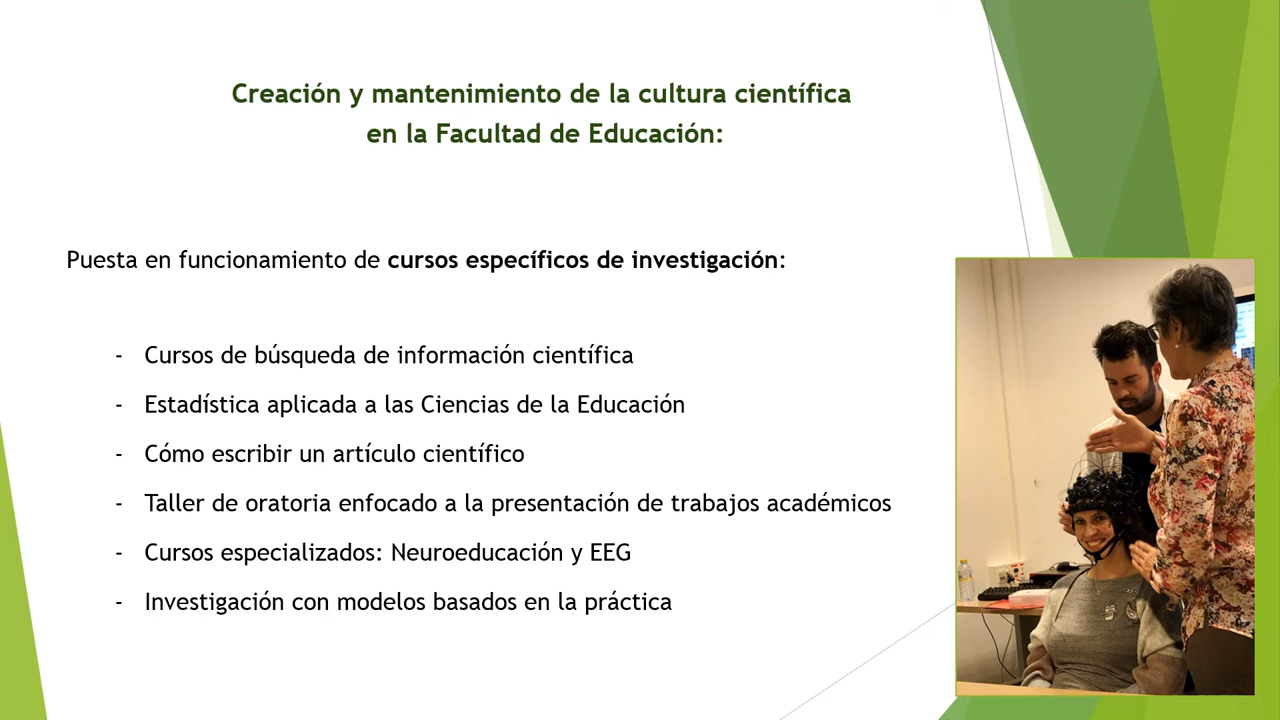 Creación y mantenimiento de la cultura científica
en la Facultad de Educación:
Puesta en funcionamiento de cursos específicos de investigación:
- Cursos de búsqueda de información científica
- Estadística aplicada a las Ciencias de la Educación
- Cómo escribir un artículo científico
- Taller de oratoria enfocado a la presentación de trabajos académicos
- Cursos especializados: Neuroeducación y EEG
- Investigación con modelos basados en la práctica